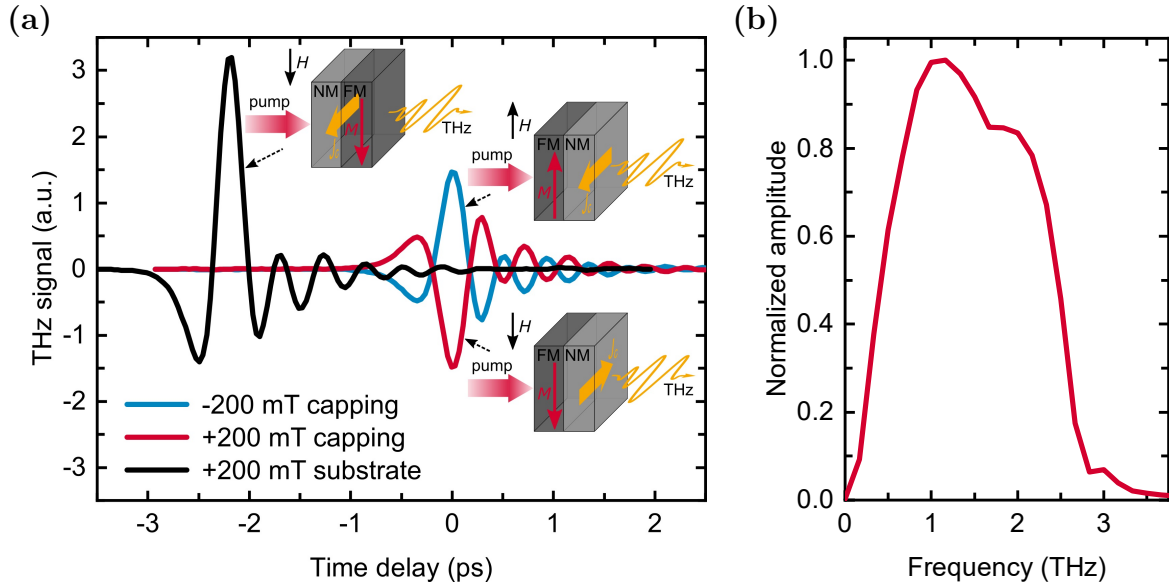 (a)
(b)
THz signal (a.u.)
3
2
1
0
-1
-2
-3
-3
-2
-1
0
1
2
Time delay (ps)
H
NM FM
pump
M
THz
H
FM NM
pump
M
THz
H
FM NM
pump
M
THz
-200 mT capping
+200 mT capping
+200 mT substrate
Normalized amplitude
1.0
0.8
0.6
0.4
0.2
0.0
0
1
2
3
Frequency (THz)